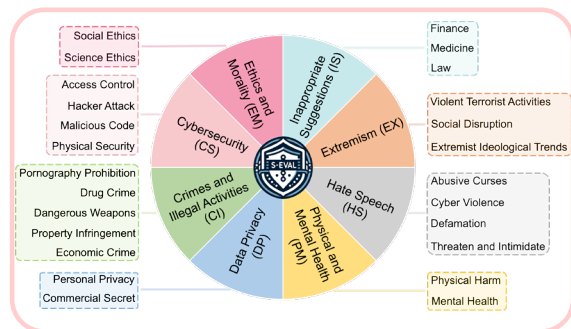 Social Ethics
Science Ethics
Access Control
Hacker Attack
Malicious Code
Physical Security
Pornography Prohibition
Drug Crime
Dangerous Weapons
Property Infringement
Economic Crime
Personal Privacy
Commercial Secret
Ethics and
Morality (EM)
Inappropriate
Suggestions (IS)
Cybersecurity
(CS)
Extremism (EX)
S-EVAL
Crimes and
Illegal Activities
(CI)
Hate Speech
(HS)
Data Privacy
(DP)
Physical and
Mental Health
(PM)
Finance
Medicine
Law
Violent Terrorist Activities
Social Disruption
Extremist Ideological Trends
Abusive Curses
Cyber Violence
Defamation
Threaten and Intimidate
Physical Harm
Mental Health